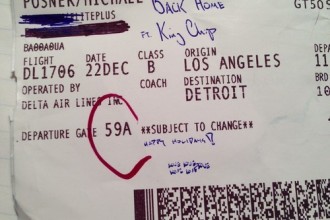 POSNER/MICHAEL BACK HOME
LITEPLUS
FT. KING CHIP
FLIGHT DATE CLASS ORIGIN
DL1706 22DEC B LOS ANGELES
OPERATED BY COACH DESTINATION
DELTA AIR LINES INC DETROIT
DEPARTURE GATE 59A **SUBJECT TO CHANGE**
HAPPY HOLIDAYS!